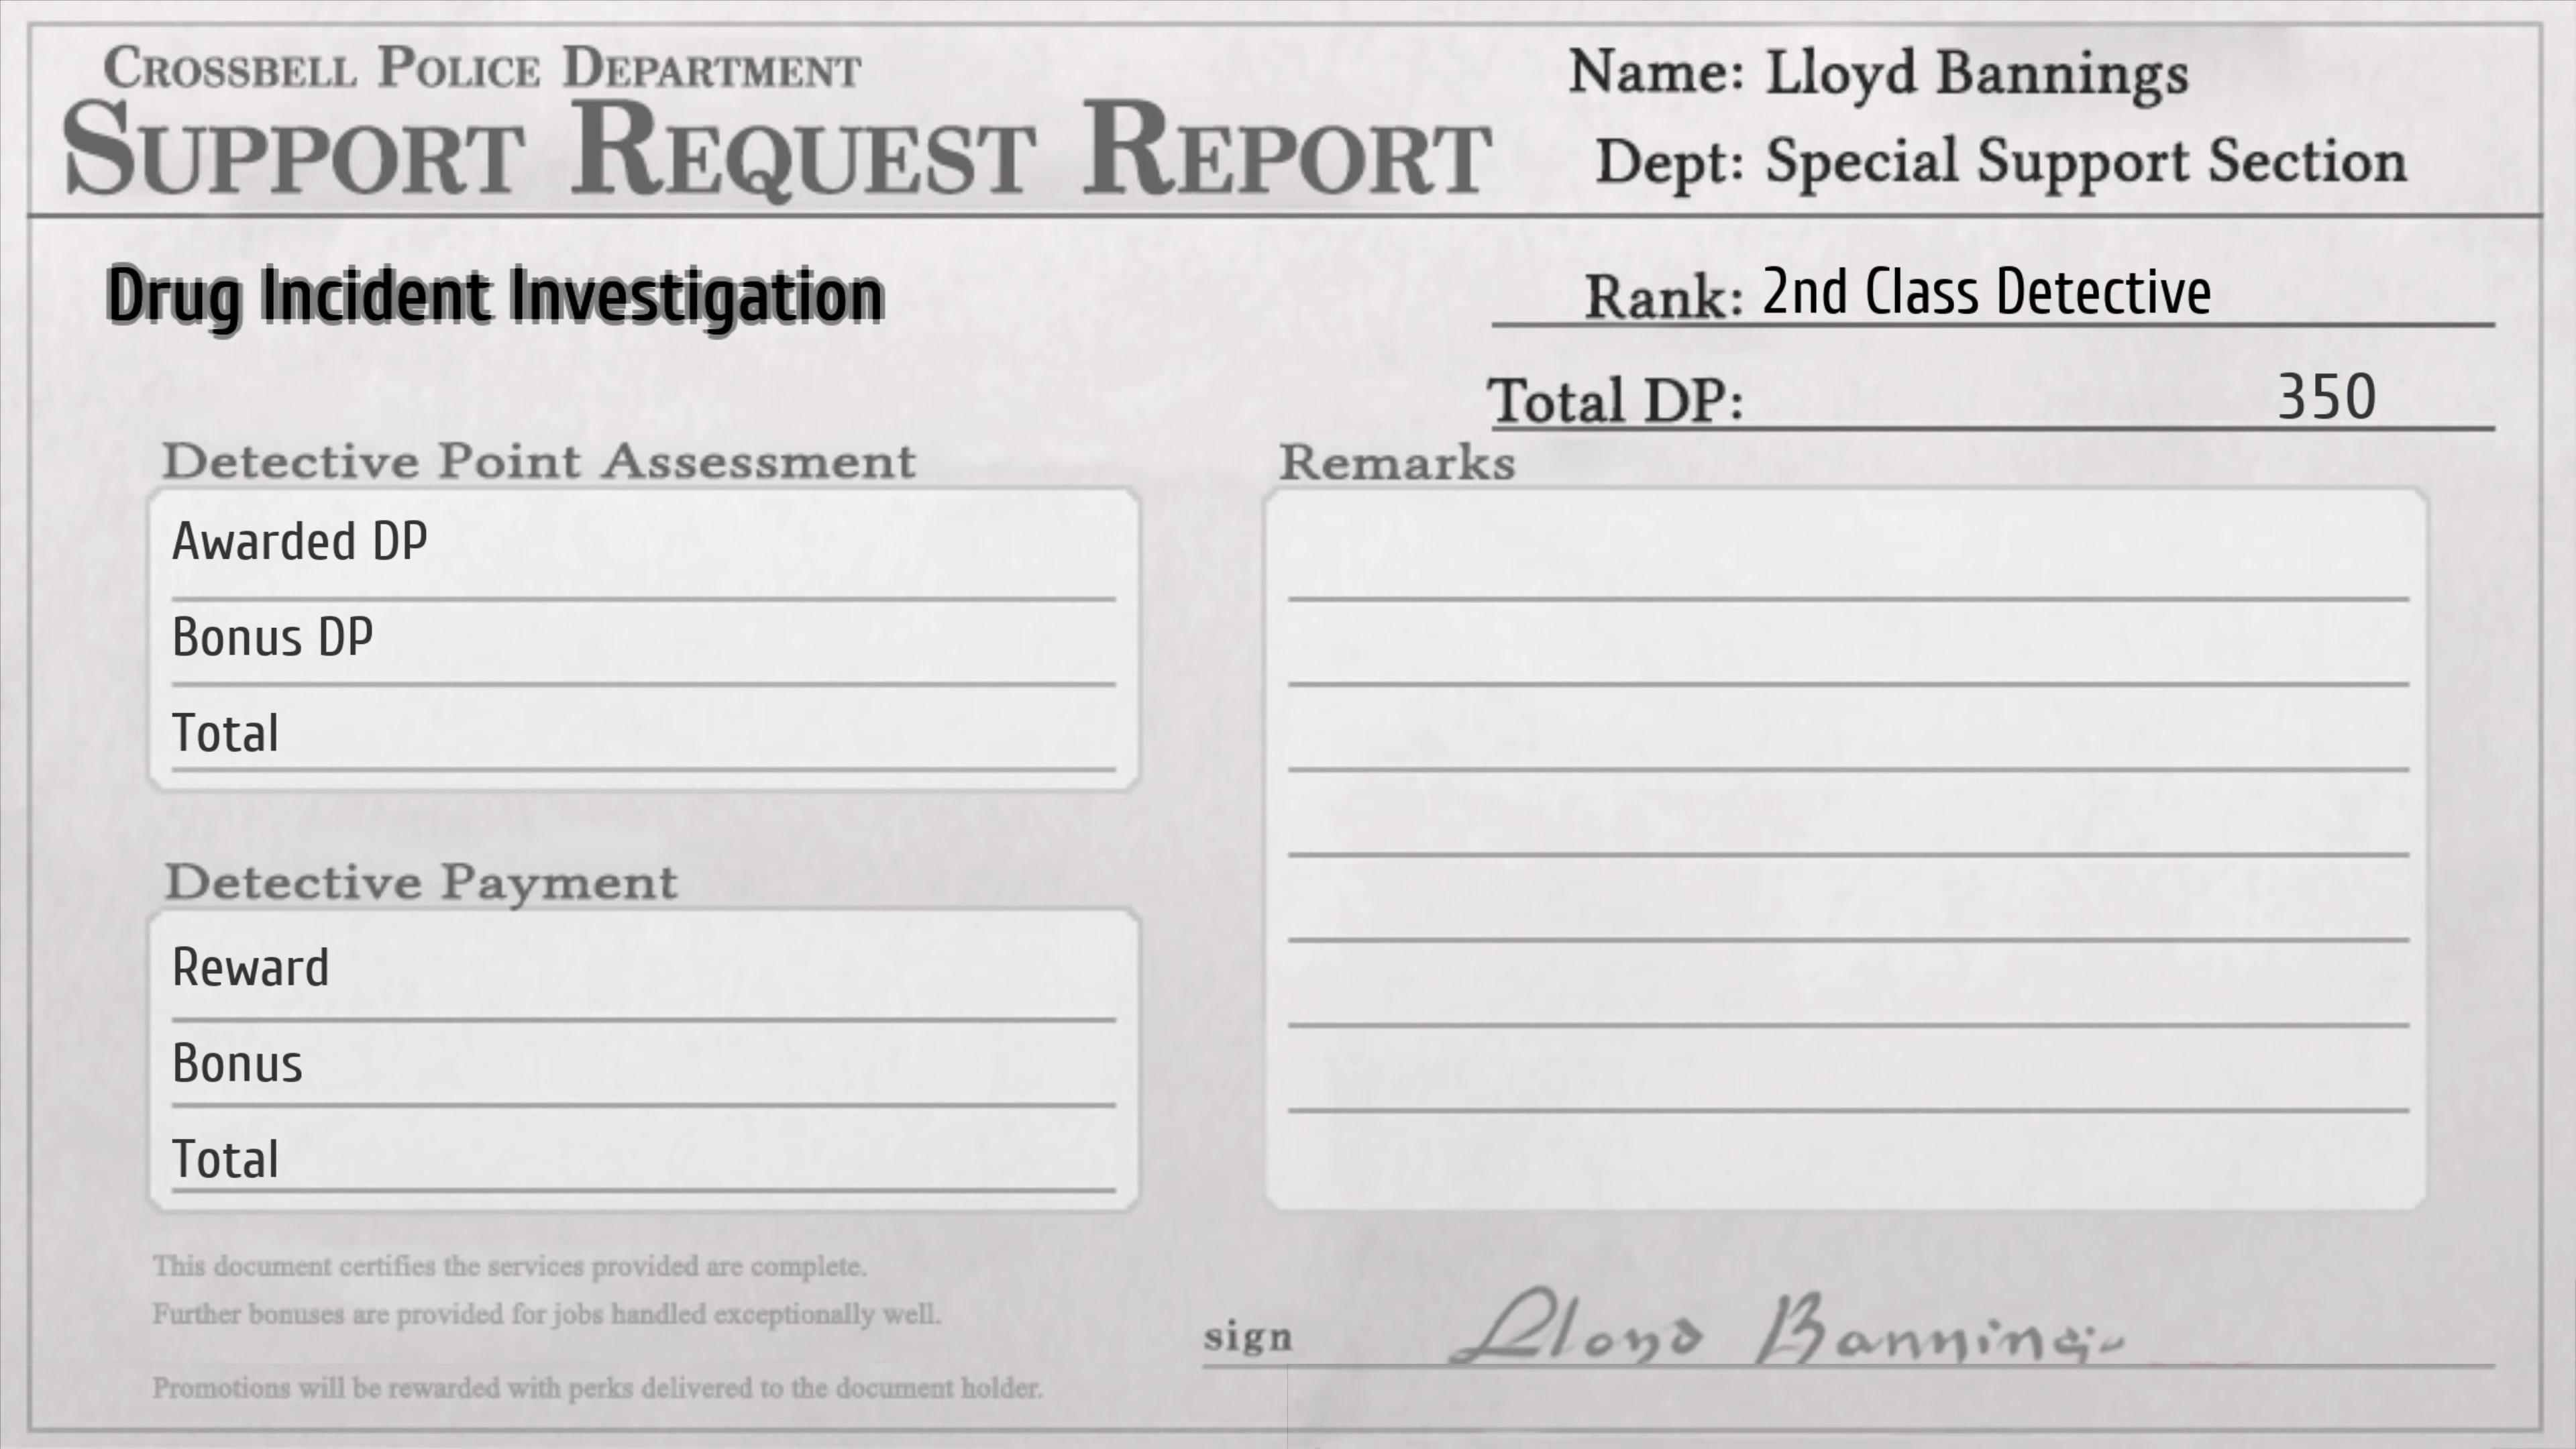 CROSSBELL POLICE DEPARTMENT
SUPPORT REQUEST REPORT
Name: Lloyd Bannings
Dept: Special Support Section
Drug Incident Investigation
Rank: 2nd Class Detective
Total DP: 350
Detective Point Assessment
Awarded DP
Bonus DP
Total
Remarks
Detective Payment
Reward
Bonus
Total
This document certifies the services provided are complete.
Further bonuses are provided for jobs handled exceptionally well.
Promotions will be rewarded with perks delivered to the document holder.
sign Lloyd Bannings